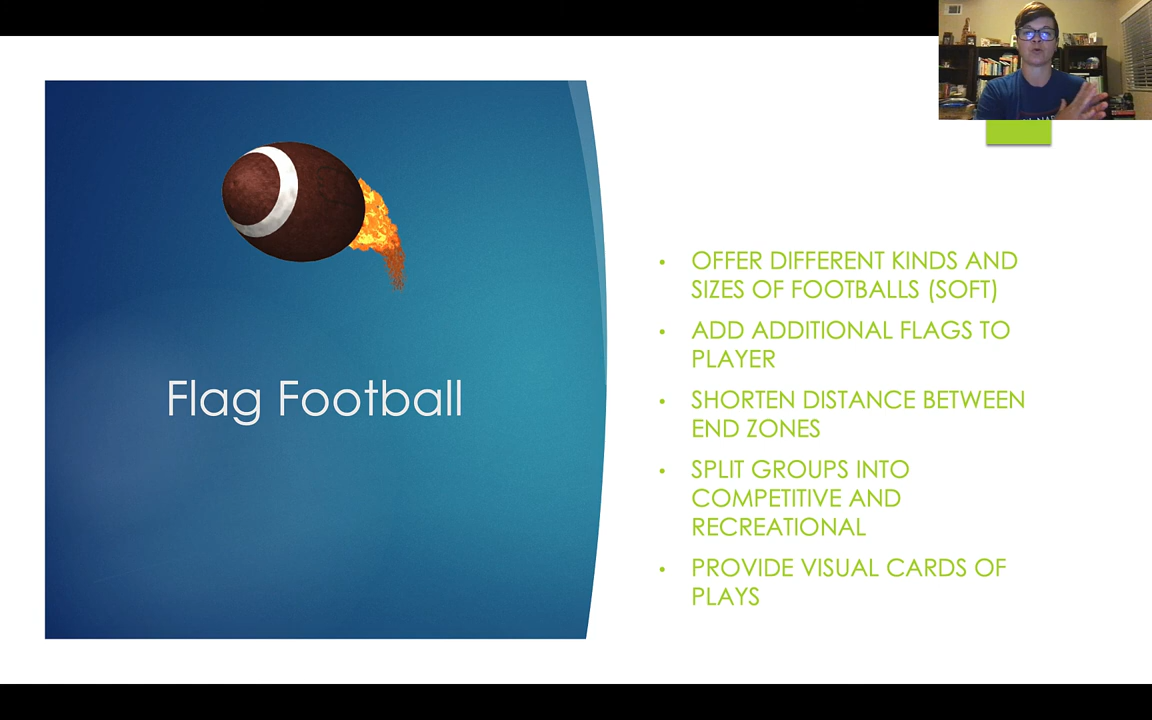 Flag Football
• OFFER DIFFERENT KINDS AND
SIZES OF FOOTBALLS (SOFT)
• ADD ADDITIONAL FLAGS TO
PLAYER
• SHORTEN DISTANCE BETWEEN
END ZONES
• SPLIT GROUPS INTO
COMPETITIVE AND
RECREATIONAL
• PROVIDE VISUAL CARDS OF
PLAYS